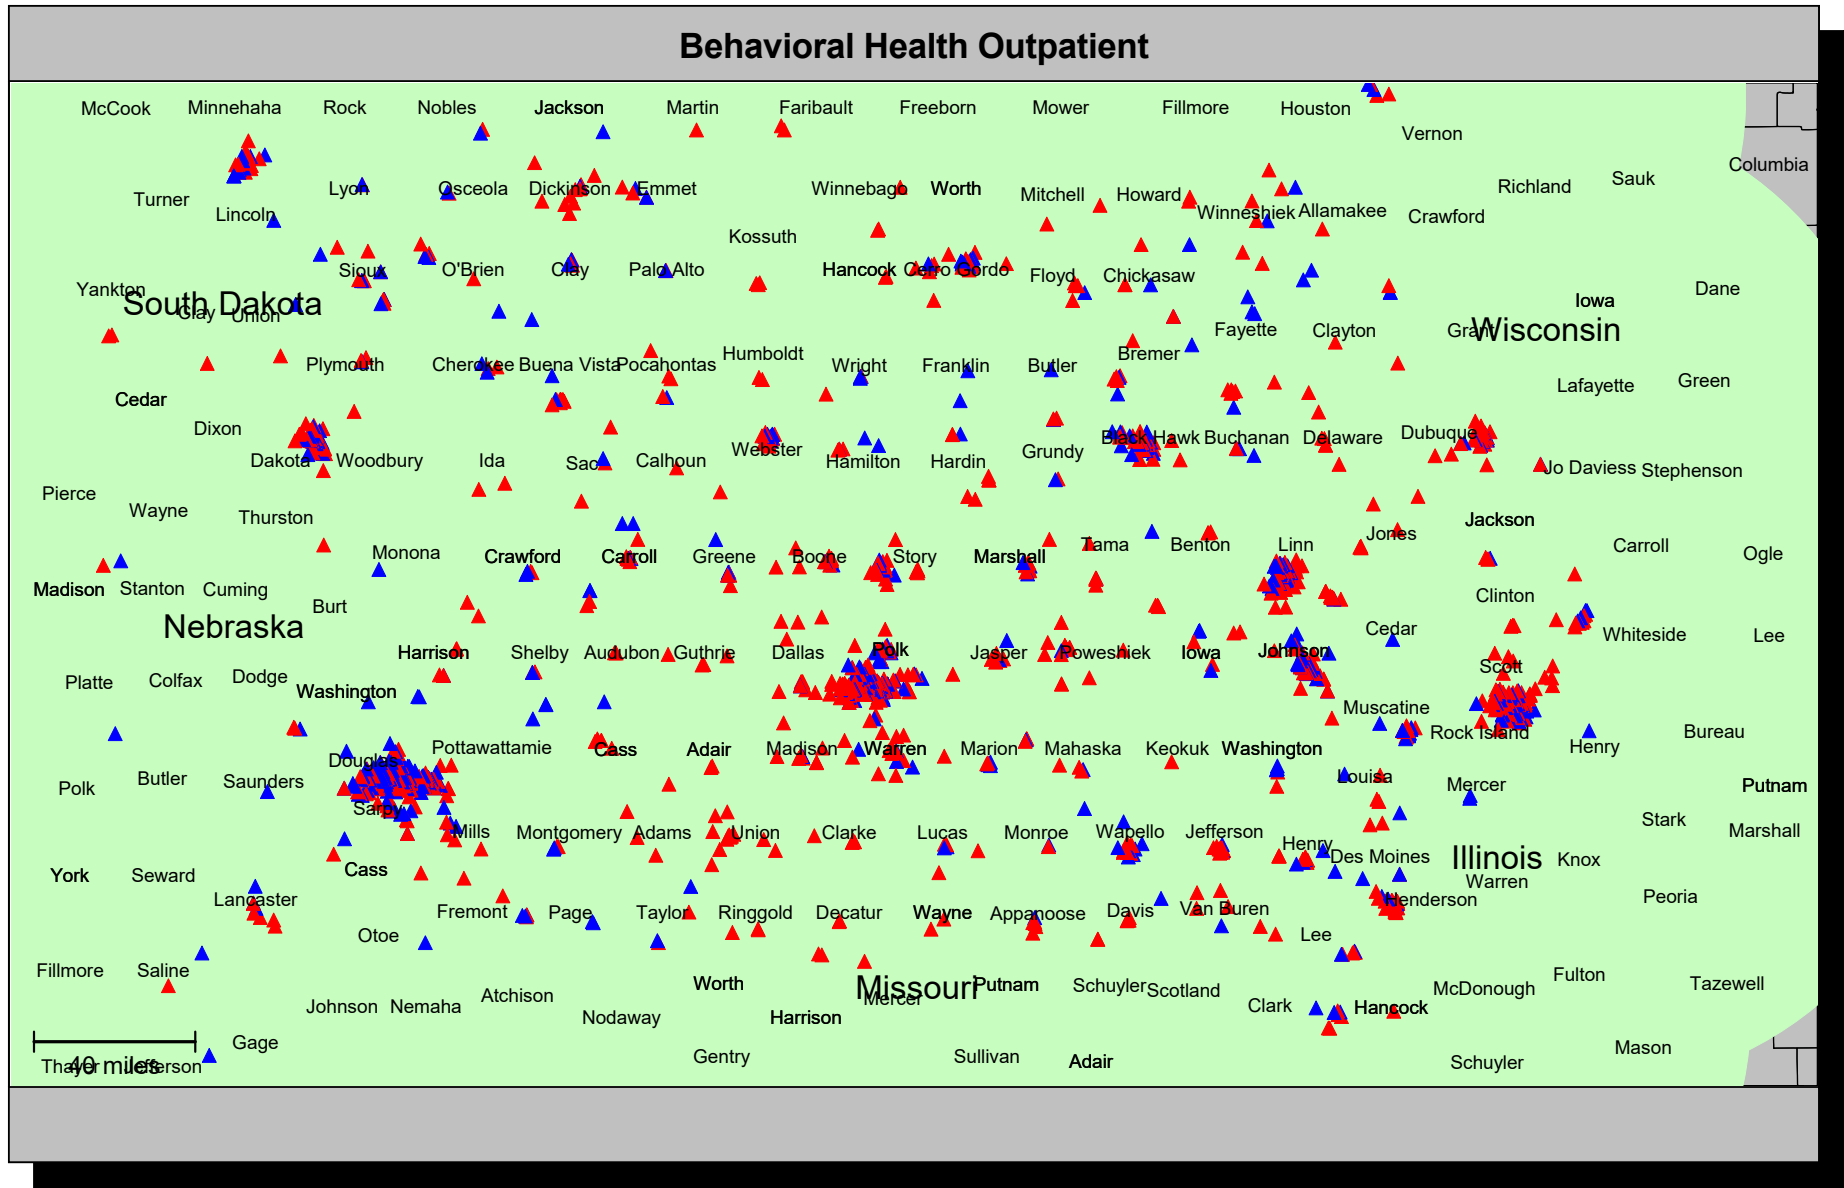 Behavioral Health Outpatient
McCook Minnehaha Rock Nobles Jackson Martin Faribault Freeborn Mower Fillmore Houston
Vernon
Columbia
Turner Lyon Osceola Dickinson Emmet Winnebago Worth Mitchell Howard Richland Sauk
Lincoln Winneshiek Allamakee Crawford
Kossuth
Sioux O'Brien Clay Palo Alto Hancock Cerro Gordo Floyd Chickasaw
Yankton Iowa Dane
South Dakota
Clay Union
Fayette Clayton Grant Wisconsin
Plymouth Cherokee Buena Vista Pocahontas Humboldt Wright Franklin Butler Bremer
Cedar Lafayette Green
Dixon Webster Black Hawk Buchanan Delaware Dubuque
Dakota Woodbury Ida Sac Calhoun Hamilton Hardin Grundy Jo Daviess Stephenson
Pierce
Wayne Thurston Jackson
Monona Crawford Carroll Greene Boone Story Marshall Tama Benton Linn Jones Carroll Ogle
Madison Stanton Cuming Clinton
Burt
Nebraska Cedar Whiteside Lee
Harrison Shelby Audubon Guthrie Dallas Polk Jasper Poweshiek Iowa Johnson Scott
Platte Colfax Dodge
Washington Muscatine
Rock Island Bureau
Pottawattamie Cass Adair Madison Warren Marion Mahaska Keokuk Washington Henry
Douglas
Polk Butler Saunders Louisa Mercer Putnam
Sarpy
Mills Montgomery Adams Union Clarke Lucas Monroe Wapello Jefferson Henry Stark Marshall
Des Moines Illinois Knox
York Seward Cass Warren
Lancaster Henderson Peoria
Fremont Page Taylor Ringgold Decatur Wayne Appanoose Davis Van Buren
Otoe Lee
Fillmore Saline Fulton
Worth Missouri Putnam Schuyler Scotland McDonough Tazewell
Johnson Nemaha Atchison Mercer Clark Hancock
Nodaway Harrison
Gage Mason
Gentry Sullivan Adair Schuyler
Thayer Jefferson
40 miles